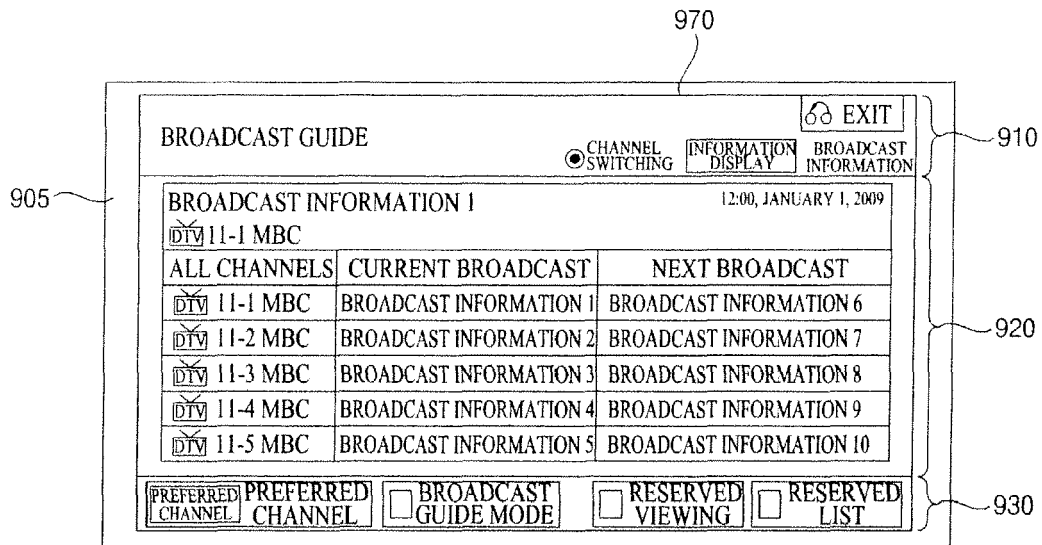 970
EXIT
BROADCAST GUIDE
CHANNEL SWITCHING
INFORMATION DISPLAY
BROADCAST INFORMATION
910
905
BROADCAST INFORMATION 1
12:00, JANUARY 1, 2009
DTV 11-1 MBC
ALL CHANNELS CURRENT BROADCAST NEXT BROADCAST
DTV 11-1 MBC BROADCAST INFORMATION 1 BROADCAST INFORMATION 6
DTV 11-2 MBC BROADCAST INFORMATION 2 BROADCAST INFORMATION 7
920
DTV 11-3 MBC BROADCAST INFORMATION 3 BROADCAST INFORMATION 8
DTV 11-4 MBC BROADCAST INFORMATION 4 BROADCAST INFORMATION 9
DTV 11-5 MBC BROADCAST INFORMATION 5 BROADCAST INFORMATION 10
PREFERRED CHANNEL
PREFERRED CHANNEL
BROADCAST GUIDE MODE
RESERVED VIEWING
RESERVED LIST
930